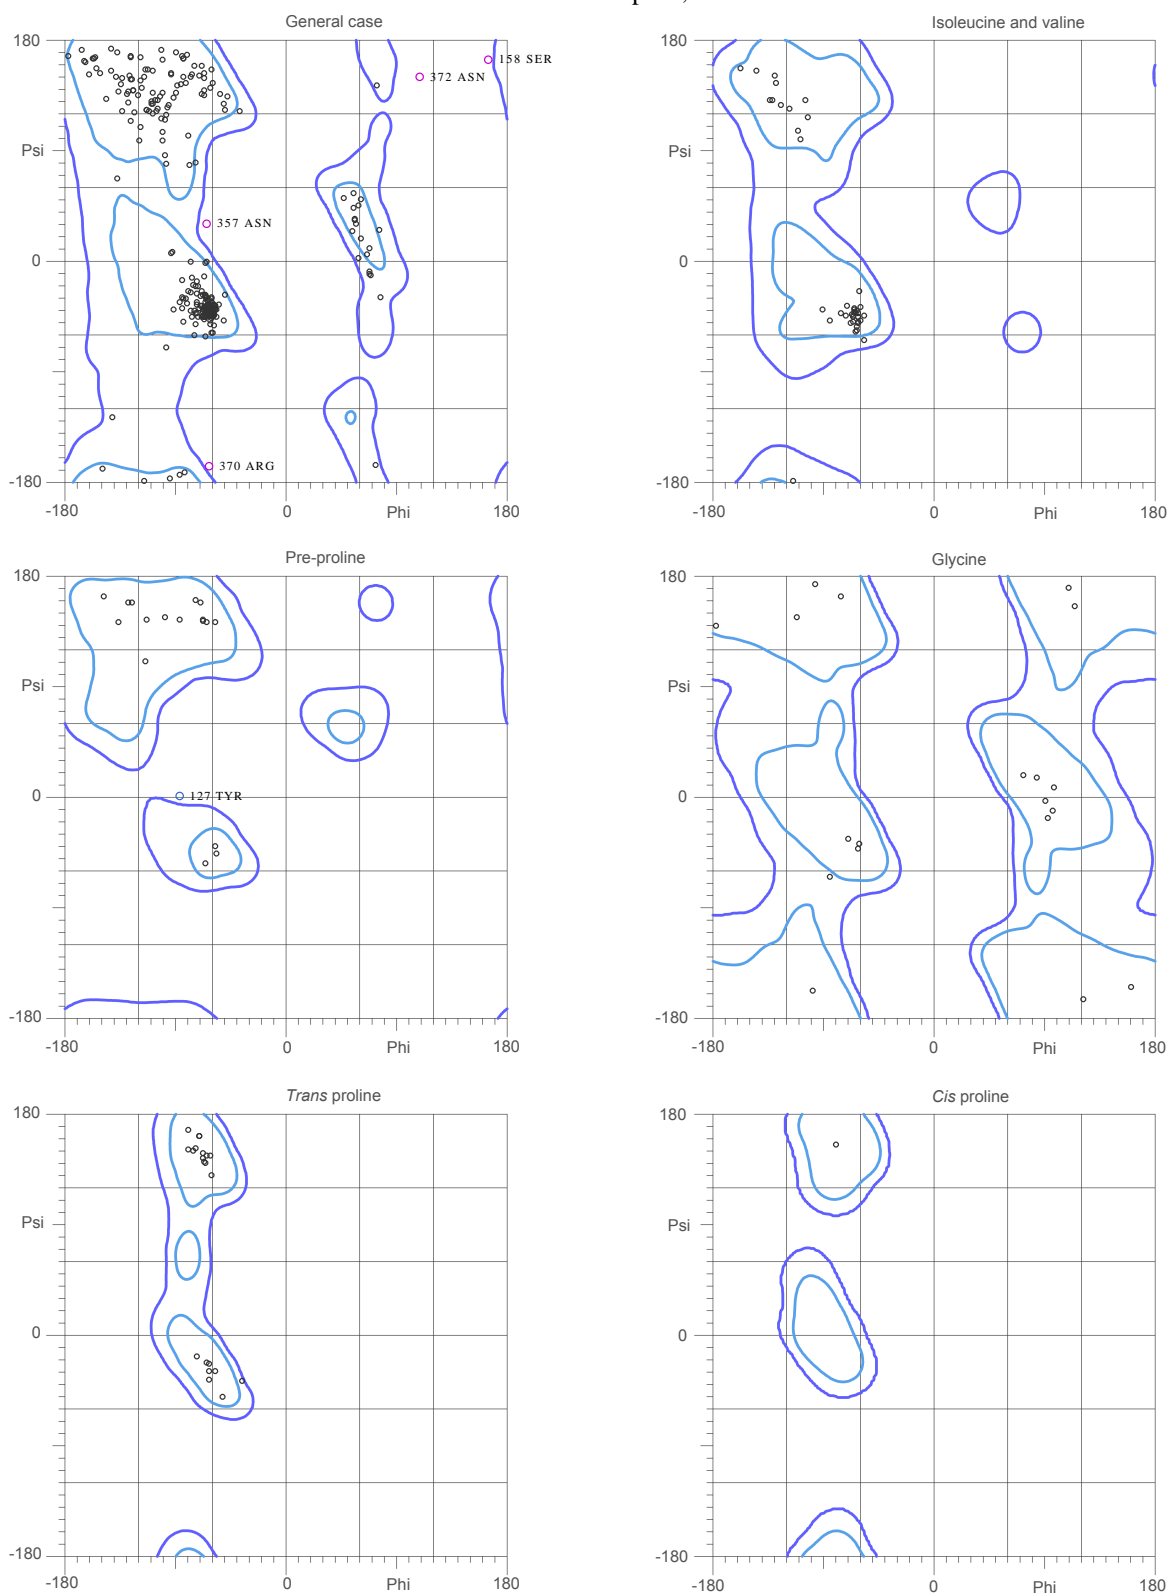 General case
180
Psi
0
-180
-180
0
Phi
180
158 SER
372 ASN
357 ASN
370 ARG
Isoleucine and valine
180
Psi
0
-180
-180
0
Phi
180
Pre-proline
180
Psi
0
-180
-180
0
Phi
180
127 TYR
Glycine
180
Psi
0
-180
-180
0
Phi
180
Trans proline
180
Psi
0
-180
-180
0
Phi
180
Cis proline
180
Psi
0
-180
-180
0
Phi
180